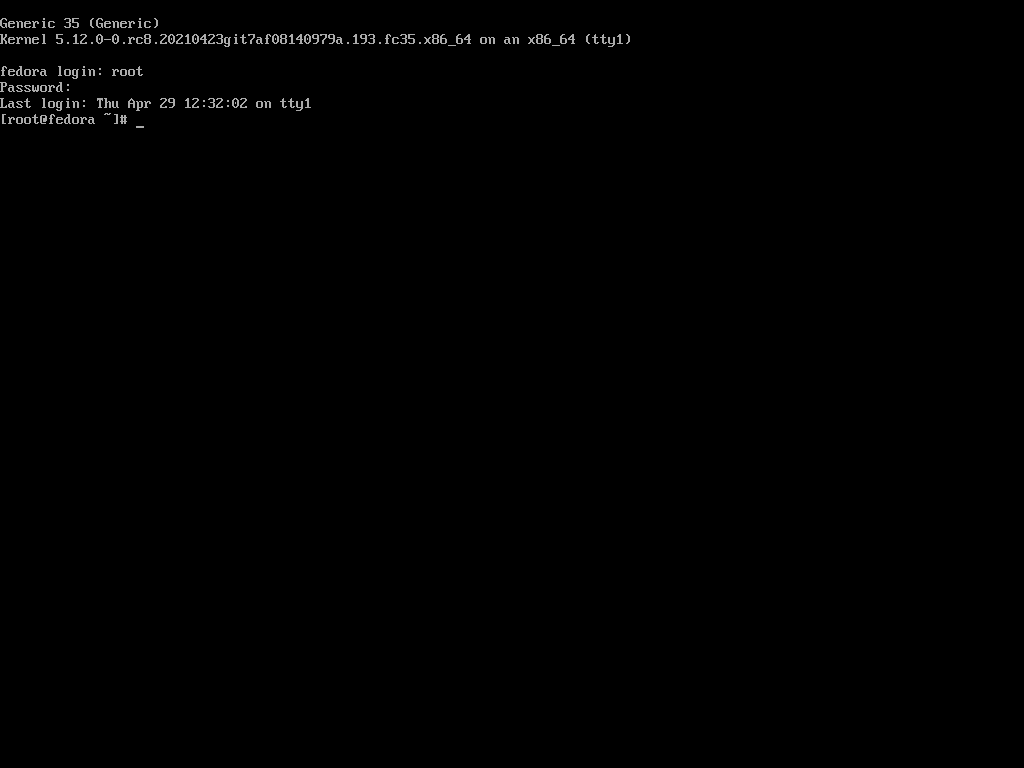 Generic 35 (Generic)
Kernel 5.12.0-0.rc8.20210423git7af08140979a.193.fc35.x86_64 on an x86_64 (tty1)
fedora login: root
Password:
Last login: Thu Apr 29 12:32:02 on tty1
[root@fedora ~]# _